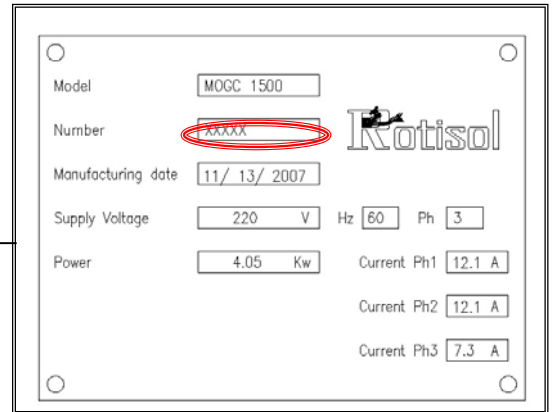 Model MOGC 1500
Number XXXXX
Rotisol
Manufacturing date 11/ 13/ 2007
Supply Voltage 220 V Hz 60 Ph 3
Power 4.05 Kw Current Ph1 12.1 A
Current Ph2 12.1 A
Current Ph3 7.3 A